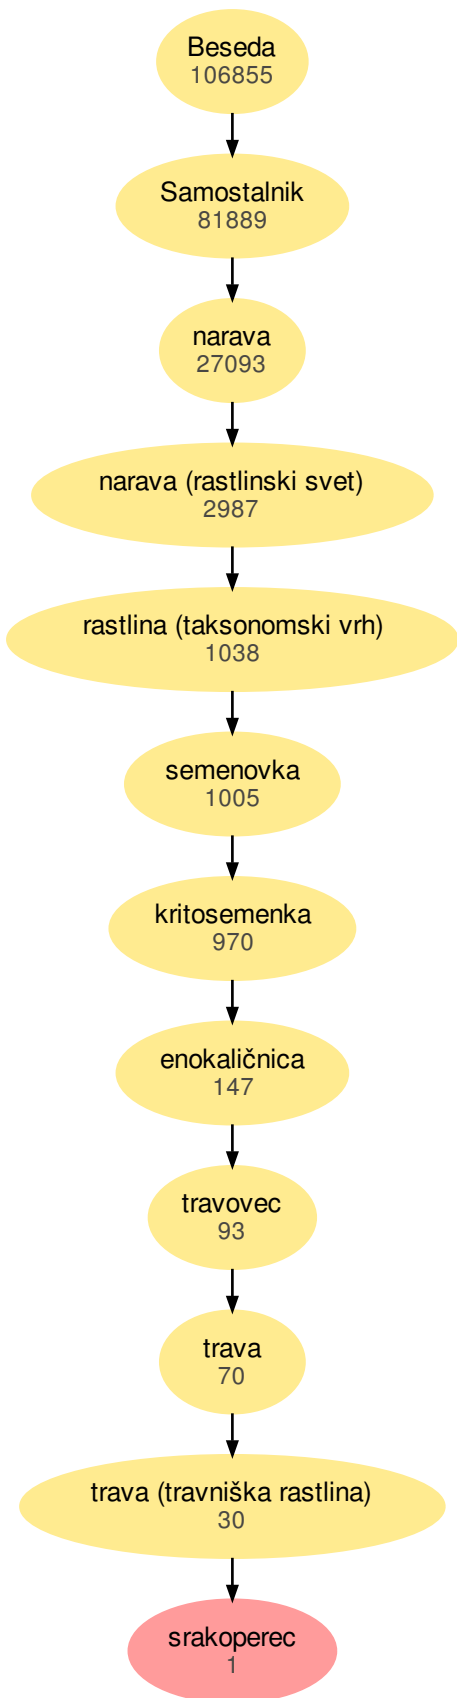 Beseda
106855
Samostalnik
81889
narava
27093
narava (rastlinski svet)
2987
rastlina (taksonomski vrh)
1038
semenovka
1005
kritosemenka
970
enokaličnica
147
travovec
93
trava
70
trava (travniška rastlina)
30
srakoperec
1